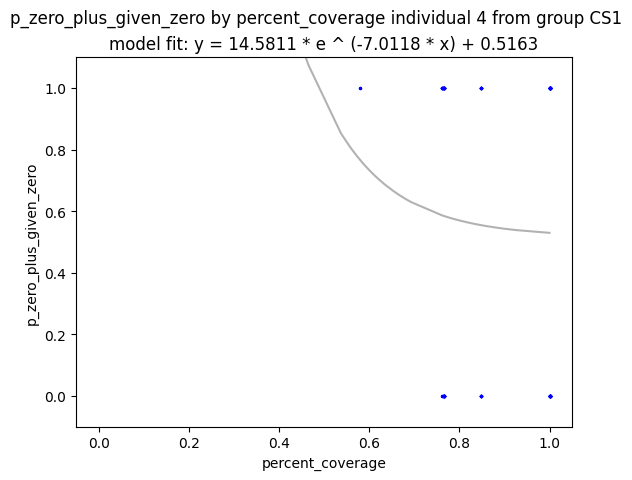 p_zero_plus_given_zero by percent_coverage individual 4 from group CS1
model fit: y = 14.5811 * e ^ (-7.0118 * x) + 0.5163
1.0
0.8
0.6
0.4
0.2
0.0
p_zero_plus_given_zero
0.0 0.2 0.4 0.6 0.8 1.0
percent_coverage